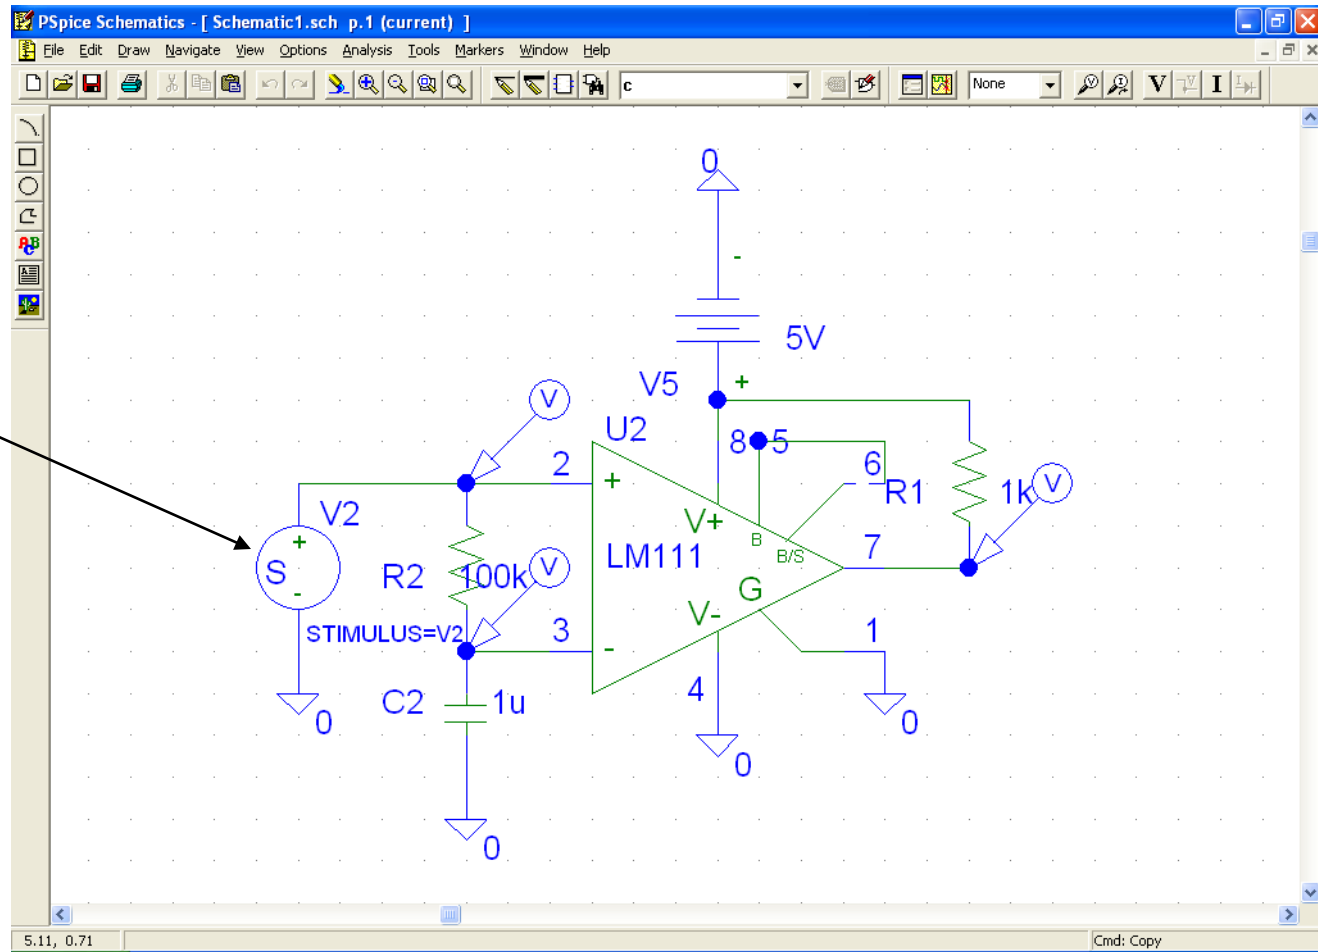 PSpice Schematics - [ Schematic1.sch p.1 (current) ]
File Edit Draw Navigate View Options Analysis Tools Markers Window Help
c
None
V
I
ABC
0
-
5V
V5
+
V
U2
8
5
2
+
6
R1
1k
V
V2
V+
+
B
7
S
R2
100k
V
LM111
B/S
-
G
V-
STIMULUS=V2
3
-
1
C2
1u
4
0
0
0
0
5.11, 0.71
Cmd: Copy